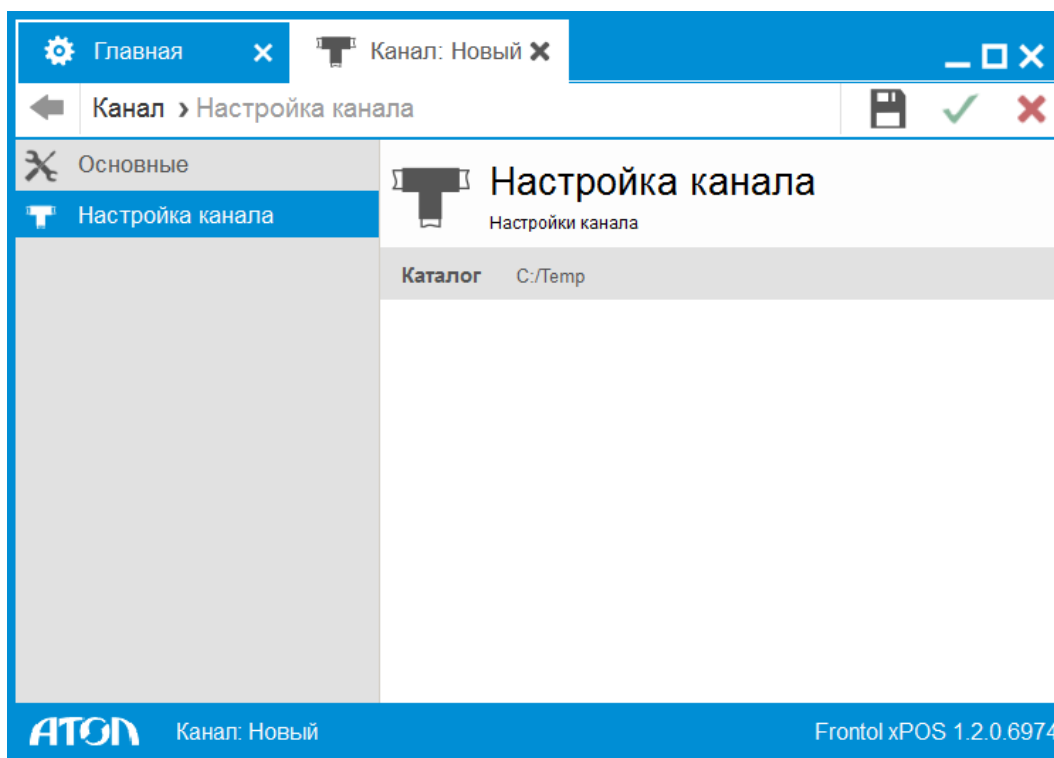 Главная
Канал: Новый
Канал › Настройка канала
Основные
Настройка канала
Настройка канала
Настройки канала
Каталог C:/Temp
ATOL Канал: Новый Frontol xPOS 1.2.0.6974